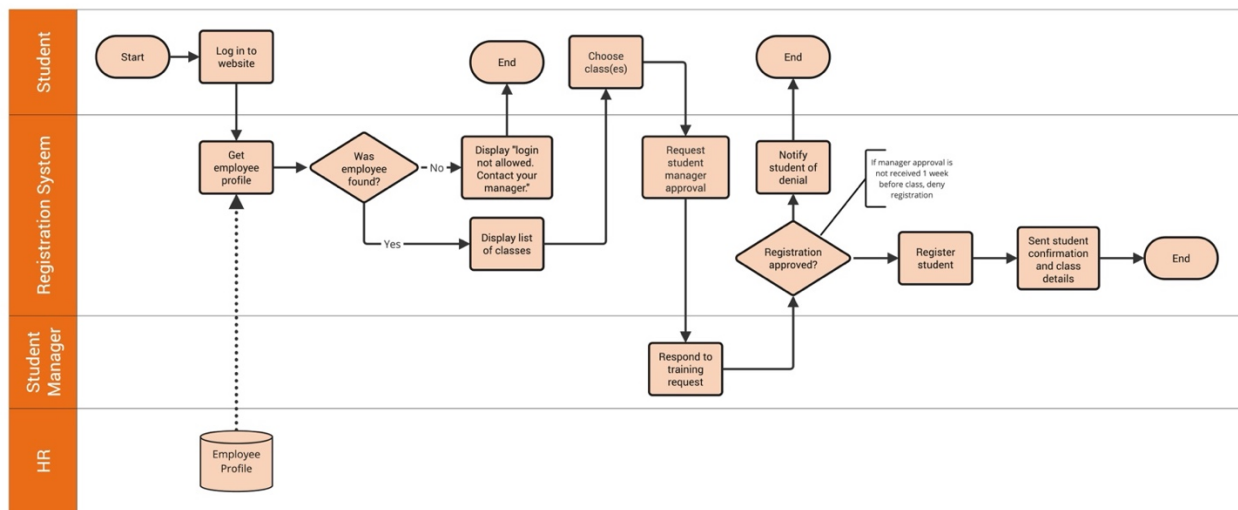 Student
Start
Log in to
website
End
Choose
class(es)
End
Registration System
Get
employee
profile
Was
employee
found?
No
Display "login
not allowed.
Contact your
manager."
Yes
Display list
of classes
Request
student
manager
approval
Notify
student of
denial
If manager approval is
not received 1 week
before class, deny
registration
Registration
approved?
Register
student
Sent student
confirmation
and class
details
End
Student
Manager
Respond to
training
request
HR
Employee
Profile